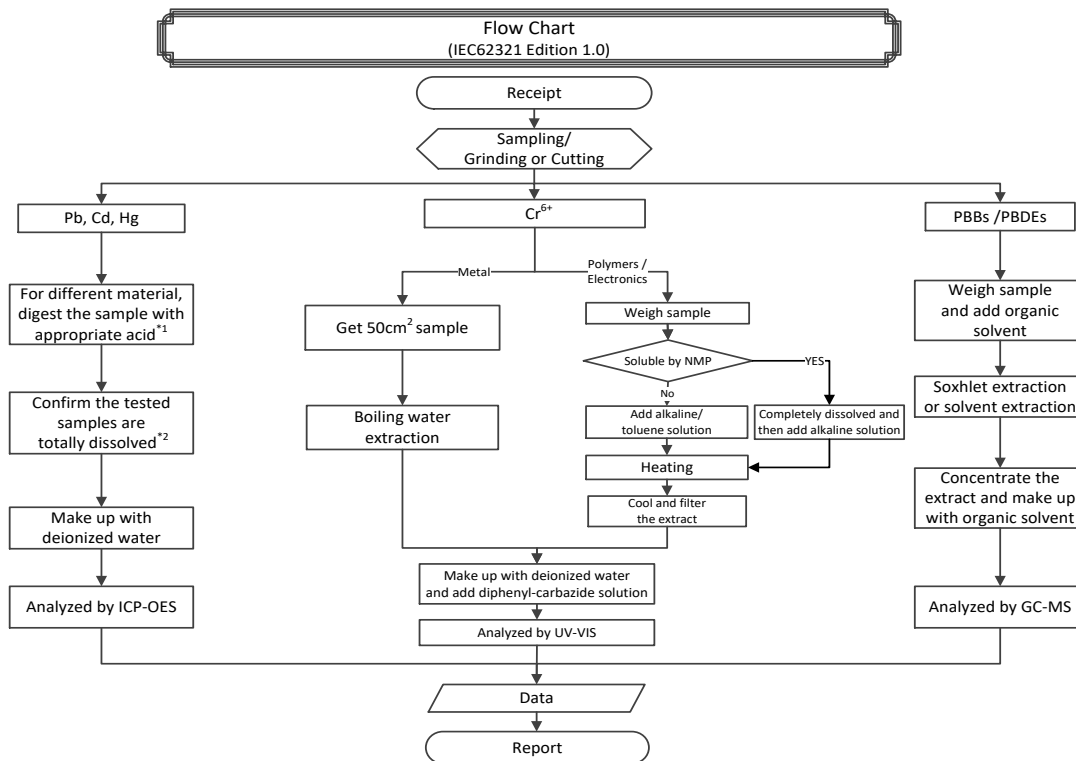 Flow Chart
(IEC62321 Edition 1.0)
Receipt
Sampling/
Grinding or Cutting
Pb, Cd, Hg
For different material,
digest the sample with
appropriate acid*1
Confirm the tested
samples are
totally dissolved*2
Make up with
deionized water
Analyzed by ICP-OES
Cr6+
Metal
Get 50cm2 sample
Boiling water
extraction
Polymers /
Electronics
Weigh sample
Soluble by NMP
YES
No
Add alkaline/
toluene solution
Completely dissolved and
then add alkaline solution
Heating
Cool and filter
the extract
Make up with deionized water
and add diphenyl-carbazide solution
Analyzed by UV-VIS
PBBs /PBDEs
Weigh sample
and add organic
solvent
Soxhlet extraction
or solvent extraction
Concentrate the
extract and make up
with organic solvent
Analyzed by GC-MS
Data
Report